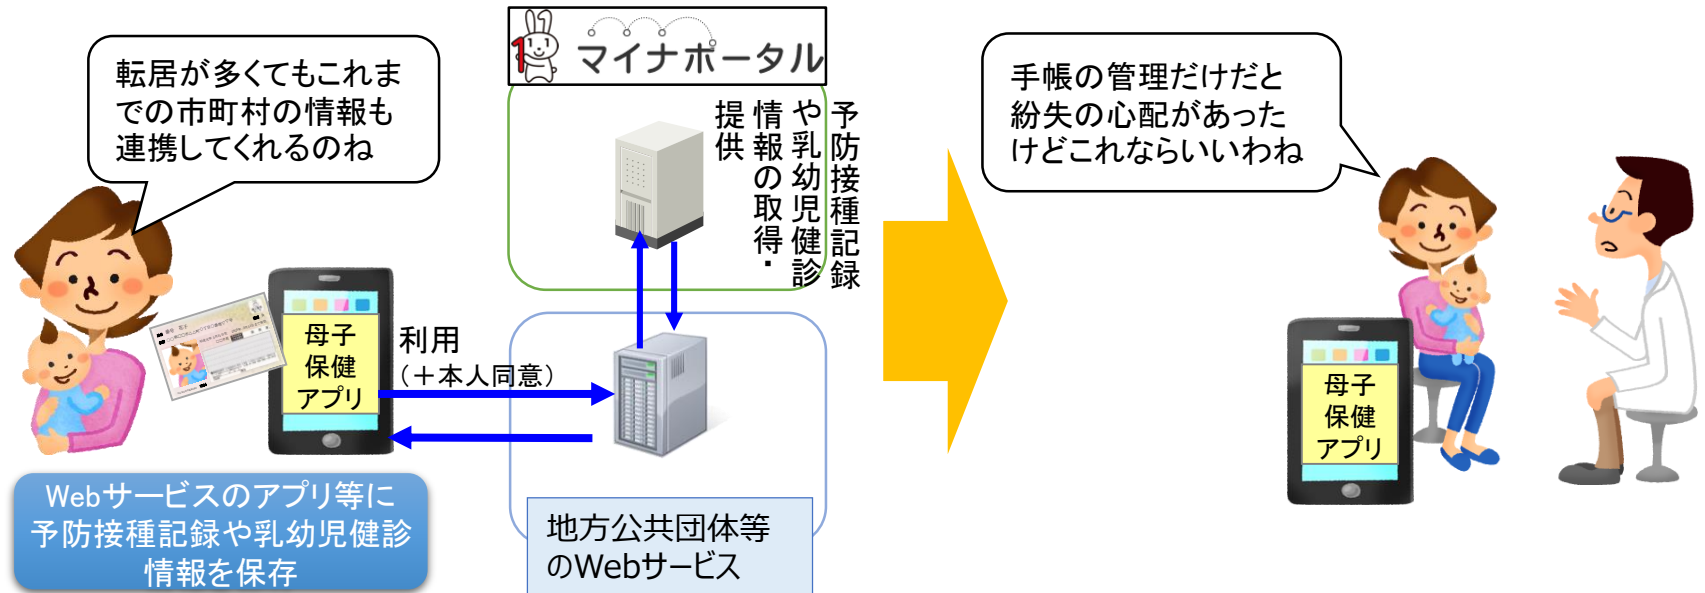 マイナポータル
転居が多くてもこれま
での市町村の情報も
連携してくれるのね
予防接種記録
や乳幼児健診
情報の取得・
提供
母子
保健
アプリ
利用
(+本人同意)
Webサービスのアプリ等に
予防接種記録や乳幼児健診
情報を保存
地方公共団体等
のWebサービス
手帳の管理だけだと
紛失の心配があった
けどこれならいいわね
母子
保健
アプリ